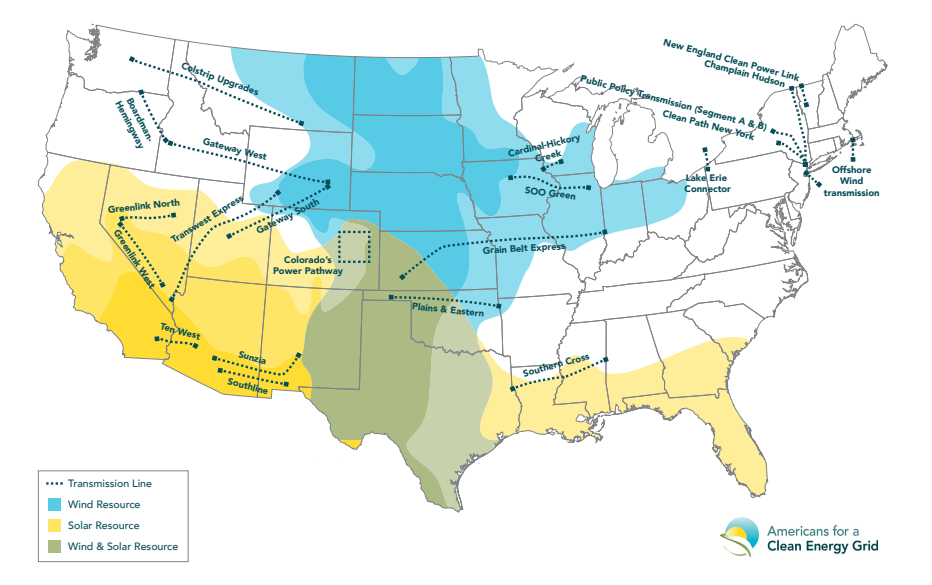 New England Clean Power Link
Champlain Hudson
Public Policy Transmission (Segment A & B)
Clean Path New York
Colstrip Upgrades
Boardman-
Hemingway
Gateway West
Cardinal-Hickory
Creek
SOO Green
Lake Erie
Connector
Offshore
Wind
transmission
Greenlink North
Transwest Express
Gateway South
Greenlink West
Colorado's
Power Pathway
Grain Belt Express
Plains & Eastern
Ten West
Sunzia
Southline
Southern Cross
Transmission Line
Wind Resource
Solar Resource
Wind & Solar Resource
Americans for a
Clean Energy Grid